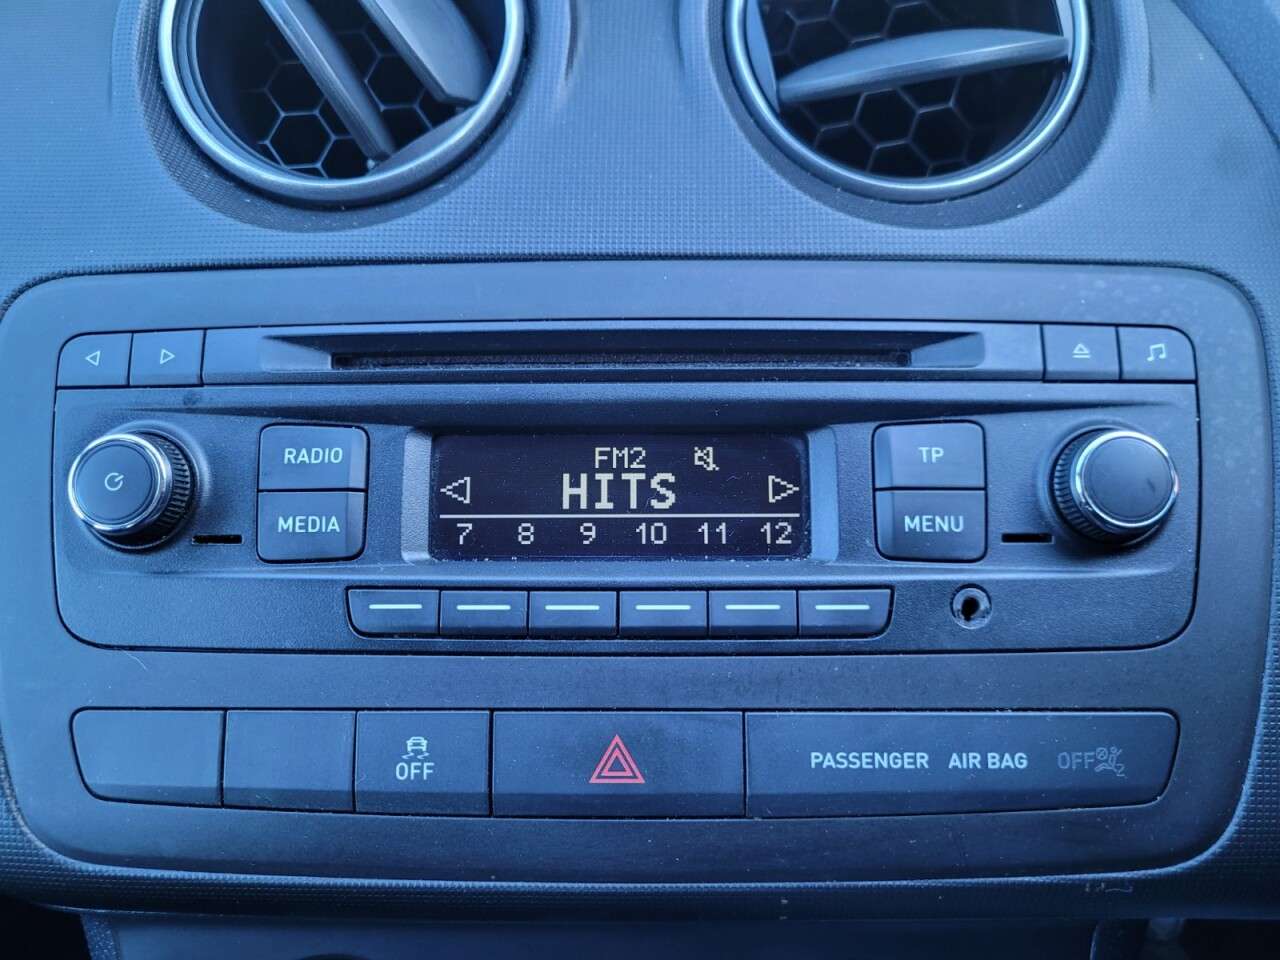 RADIO
MEDIA
FM2
HITS
7 8 9 10 11 12
TP
MENU
OFF
PASSENGER AIR BAG OFF